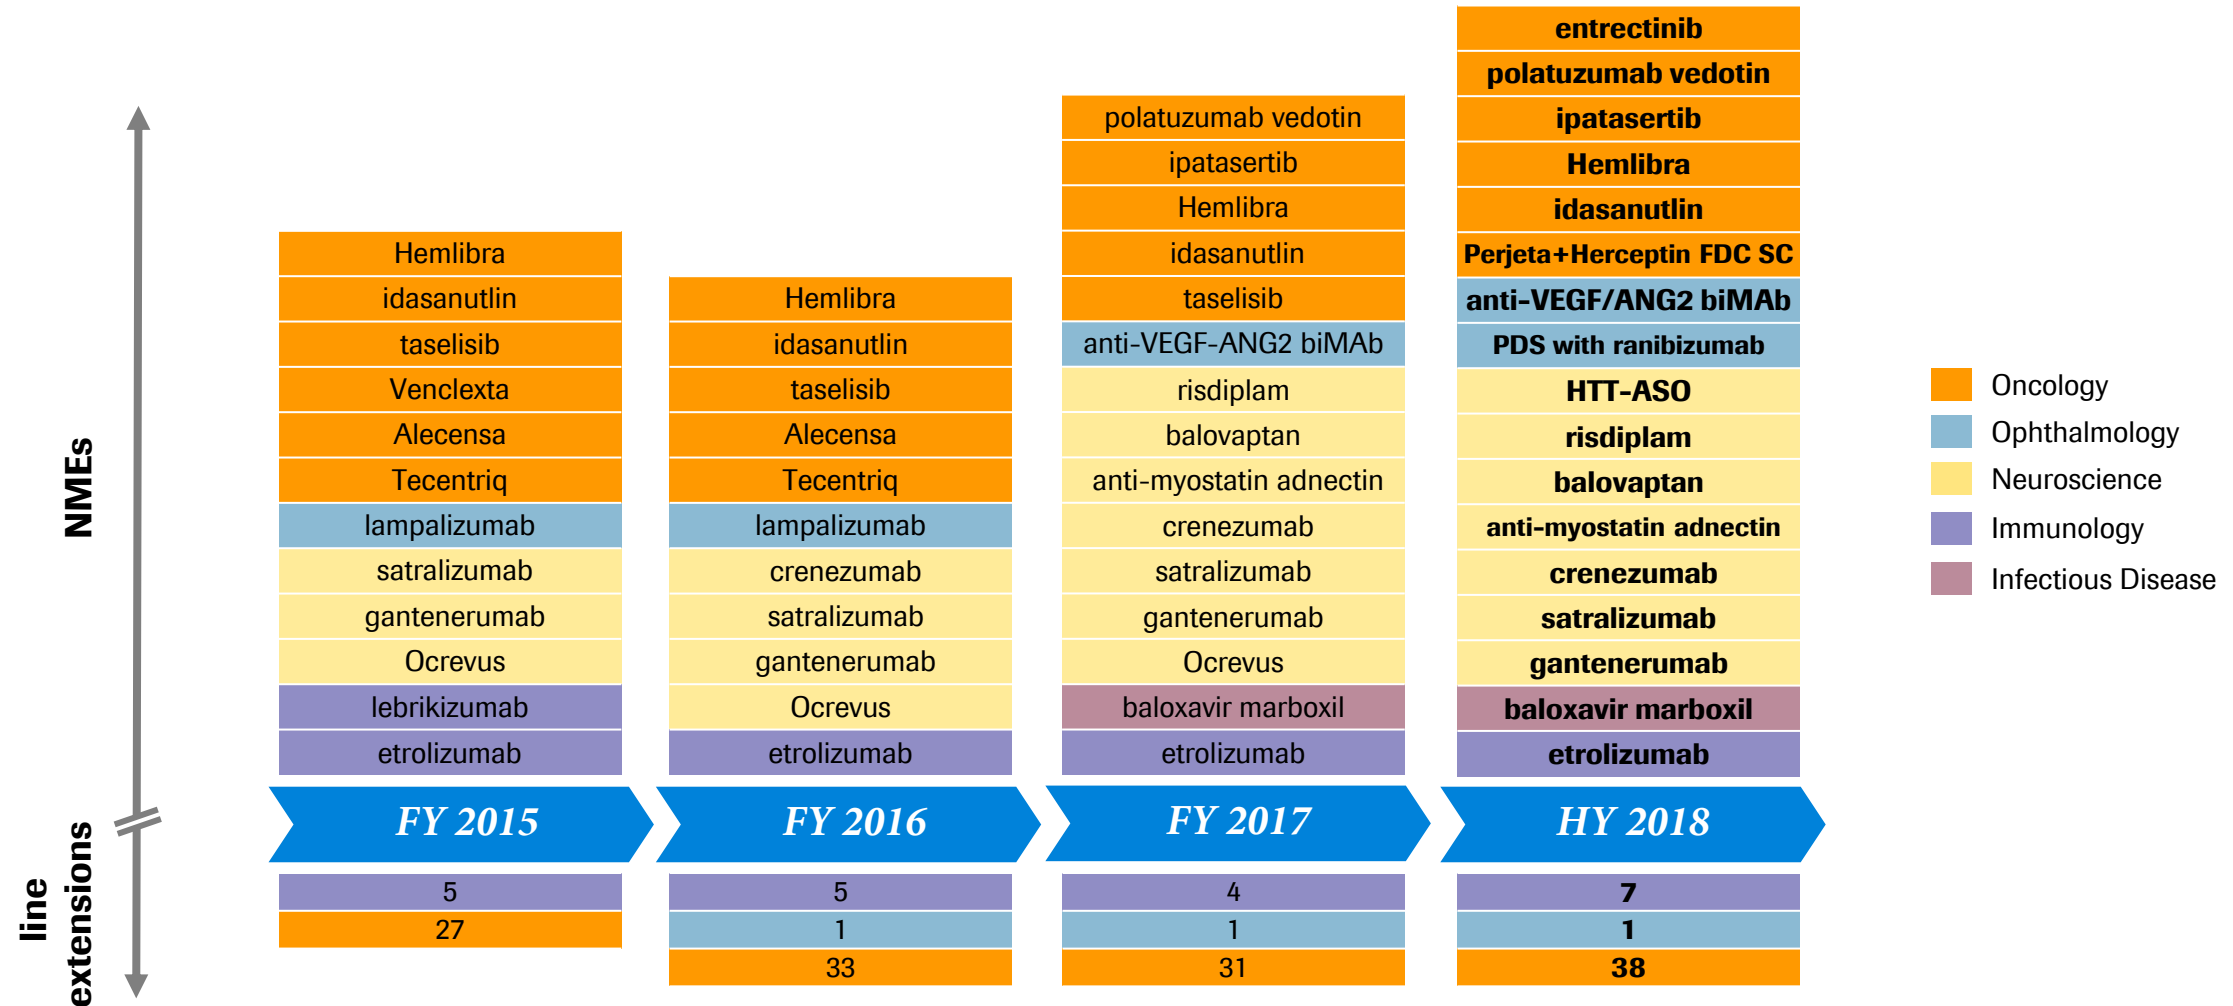 NMEs
line
extensions
Hemlibra
idasanutlin
taselisib
Venclexta
Alecensa
Tecentriq
lampalizumab
satralizumab
gantenerumab
Ocrevus
lebrikizumab
etrolizumab
FY 2015
5
27
Hemlibra
idasanutlin
taselisib
Alecensa
Tecentriq
lampalizumab
crenezumab
satralizumab
gantenerumab
Ocrevus
etrolizumab
FY 2016
5
1
33
polatuzumab vedotin
ipatasertib
Hemlibra
idasanutlin
taselisib
anti-VEGF-ANG2 biMAb
risdiplam
balovaptan
anti-myostatin adnectin
crenezumab
satralizumab
gantenerumab
Ocrevus
baloxavir marboxil
etrolizumab
FY 2017
4
1
31
entrectinib
polatuzumab vedotin
ipatasertib
Hemlibra
idasanutlin
Perjeta+Herceptin FDC SC
anti-VEGF/ANG2 biMAb
PDS with ranibizumab
HTT-ASO
risdiplam
balovaptan
anti-myostatin adnectin
crenezumab
satralizumab
gantenerumab
baloxavir marboxil
etrolizumab
HY 2018
7
1
38
Oncology
Ophthalmology
Neuroscience
Immunology
Infectious Disease